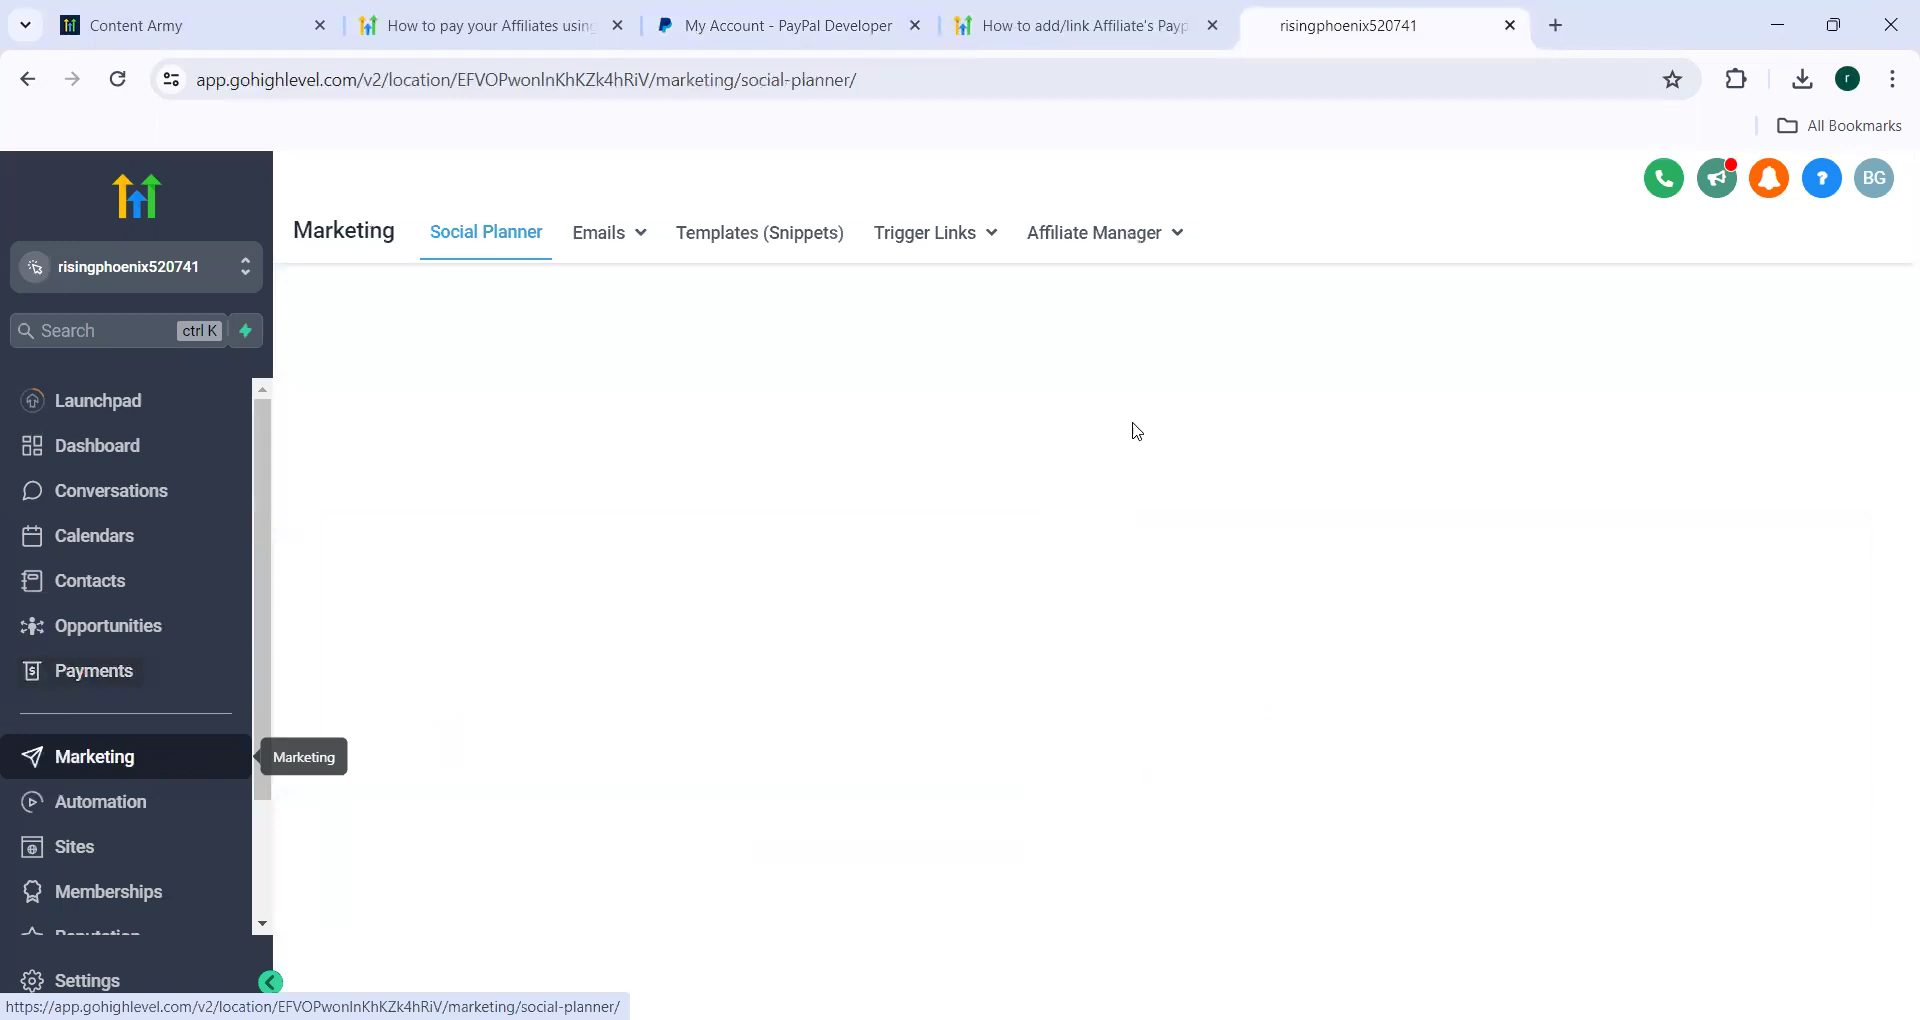 Content Army
How to pay your Affiliates using
My Account - PayPal Developer
How to add/link Affiliate's Payp
risingphoenix520741
app.gohighlevel.com/v2/location/EFVOPwonlnKhKZk4hRiV/marketing/social-planner/
r
All Bookmarks
BG
Marketing
Social Planner
Emails
Templates (Snippets)
Trigger Links
Affiliate Manager
risingphoenix520741
Search
ctrl K
Launchpad
Dashboard
Conversations
Calendars
Contacts
Opportunities
Payments
Marketing
Marketing
Automation
Sites
Memberships
Reputation
Settings
https://app.gohighlevel.com/v2/location/EFVOPwonlnKhKZk4hRiV/marketing/social-planner/